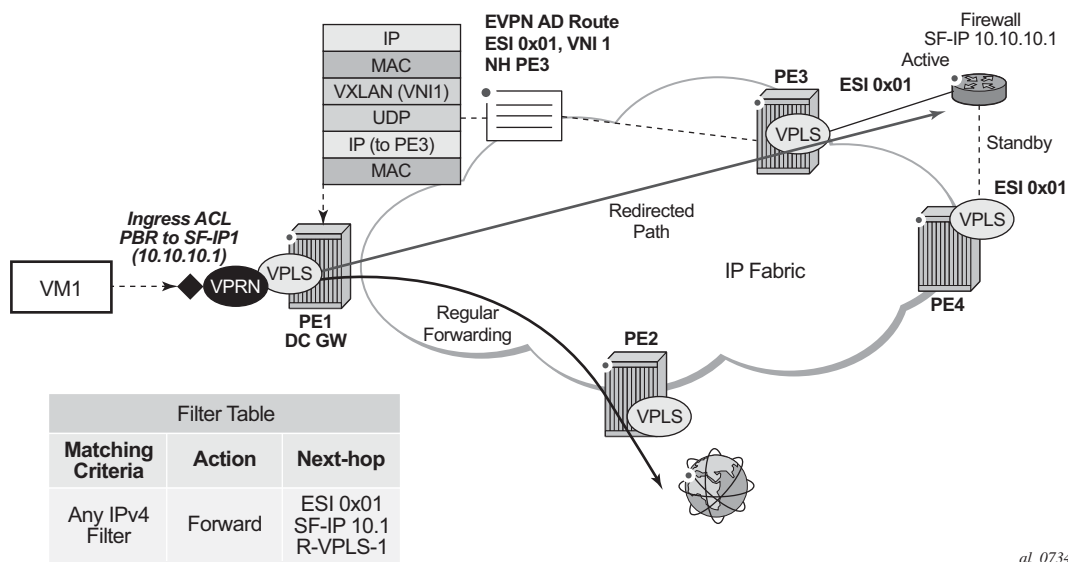 IP
MAC
VXLAN (VNI1)
UDP
IP (to PE3)
MAC
EVPN AD Route
ESI 0x01, VNI 1
NH PE3
PE3
VPLS
ESI 0x01
Firewall
SF-IP 10.10.10.1
Active
Standby
ESI 0x01
VPLS
PE4
Redirected
Path
IP Fabric
Ingress ACL
PBR to SF-IP1
(10.10.10.1)
VM1
VPRN
VPLS
PE1
DC GW
Regular
Forwarding
PE2
VPLS
Filter Table
Matching
Criteria
Action
Next-hop
Any IPv4
Filter
Forward
ESI 0x01
SF-IP 10.1
R-VPLS-1
al_0734